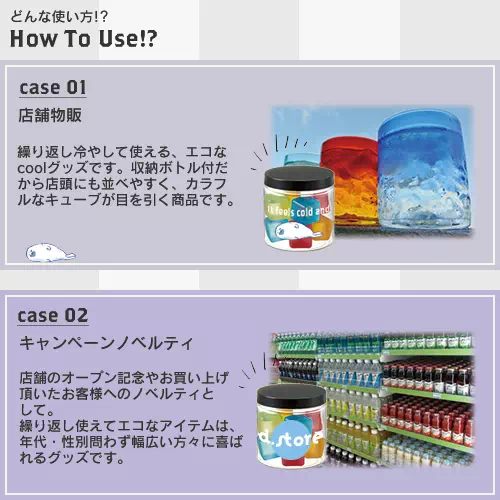 どんな使い方!?
How To Use!?
case 01
店舗物販
繰り返し冷やして使える、エコな
coolグッズです。収納ボトル付だ
から店頭にも並べやすく、カラフ
ルなキューブが目を引く商品です。
it feels cold and
case 02
キャンペーンノベルティ
店舗のオープン記念やお買い上げ
頂いたお客様へのノベルティと
して。
繰り返し使えてエコなアイテムは、
年代・性別問わず幅広い方々に喜ば
れるグッズです。
d.store